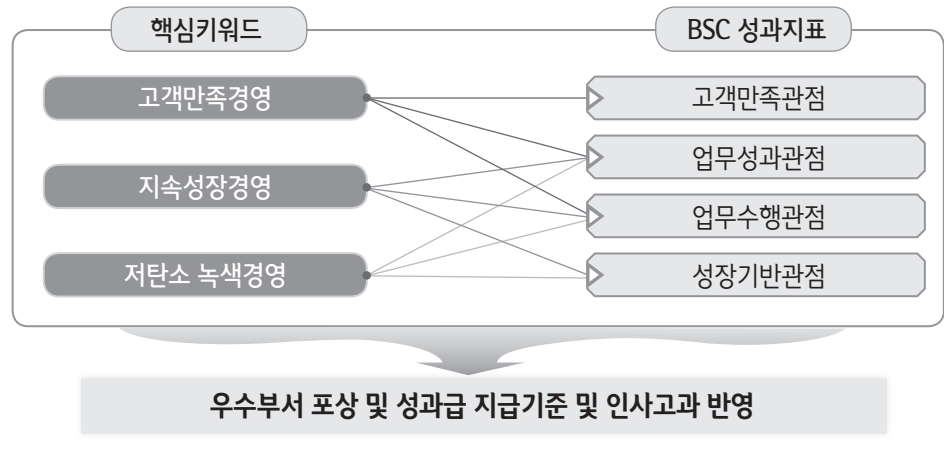 핵심키워드
BSC 성과지표
고객만족경영
고객만족관점
업무성과관점
지속성장경영
업무수행관점
저탄소 녹색경영
성장기반관점
우수부서 포상 및 성과급 지급기준 및 인사고과 반영